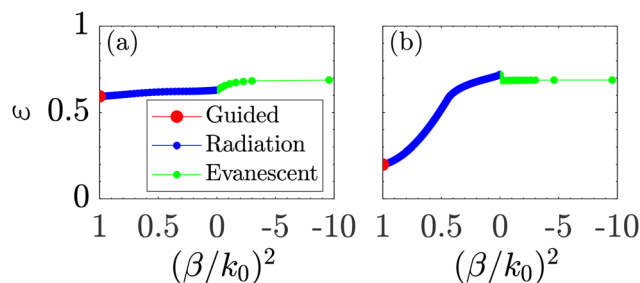 1
(a)
(b)
ε
0.5
0
Guided
Radiation
Evanescent
1 0.5 0 -5 -10
1 0.5 0 -5 -10
(β/k₀)²
(β/k₀)²